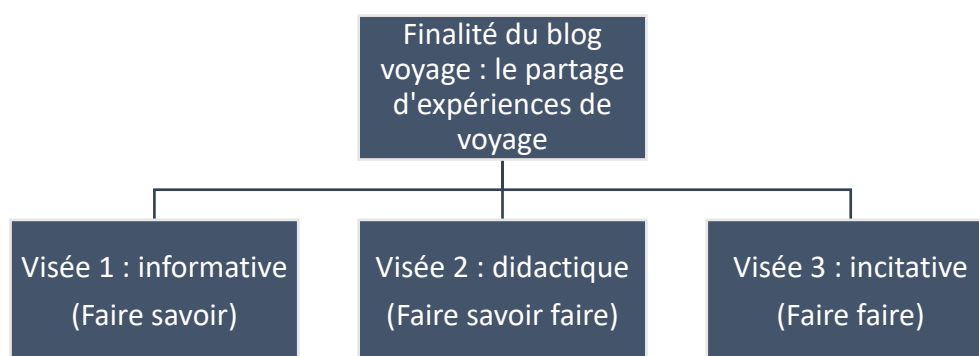 Finalité du blog
voyage : le partage
d'expériences de
voyage
Visée 1 : informative
(Faire savoir)
Visée 2 : didactique
(Faire savoir faire)
Visée 3 : incitative
(Faire faire)